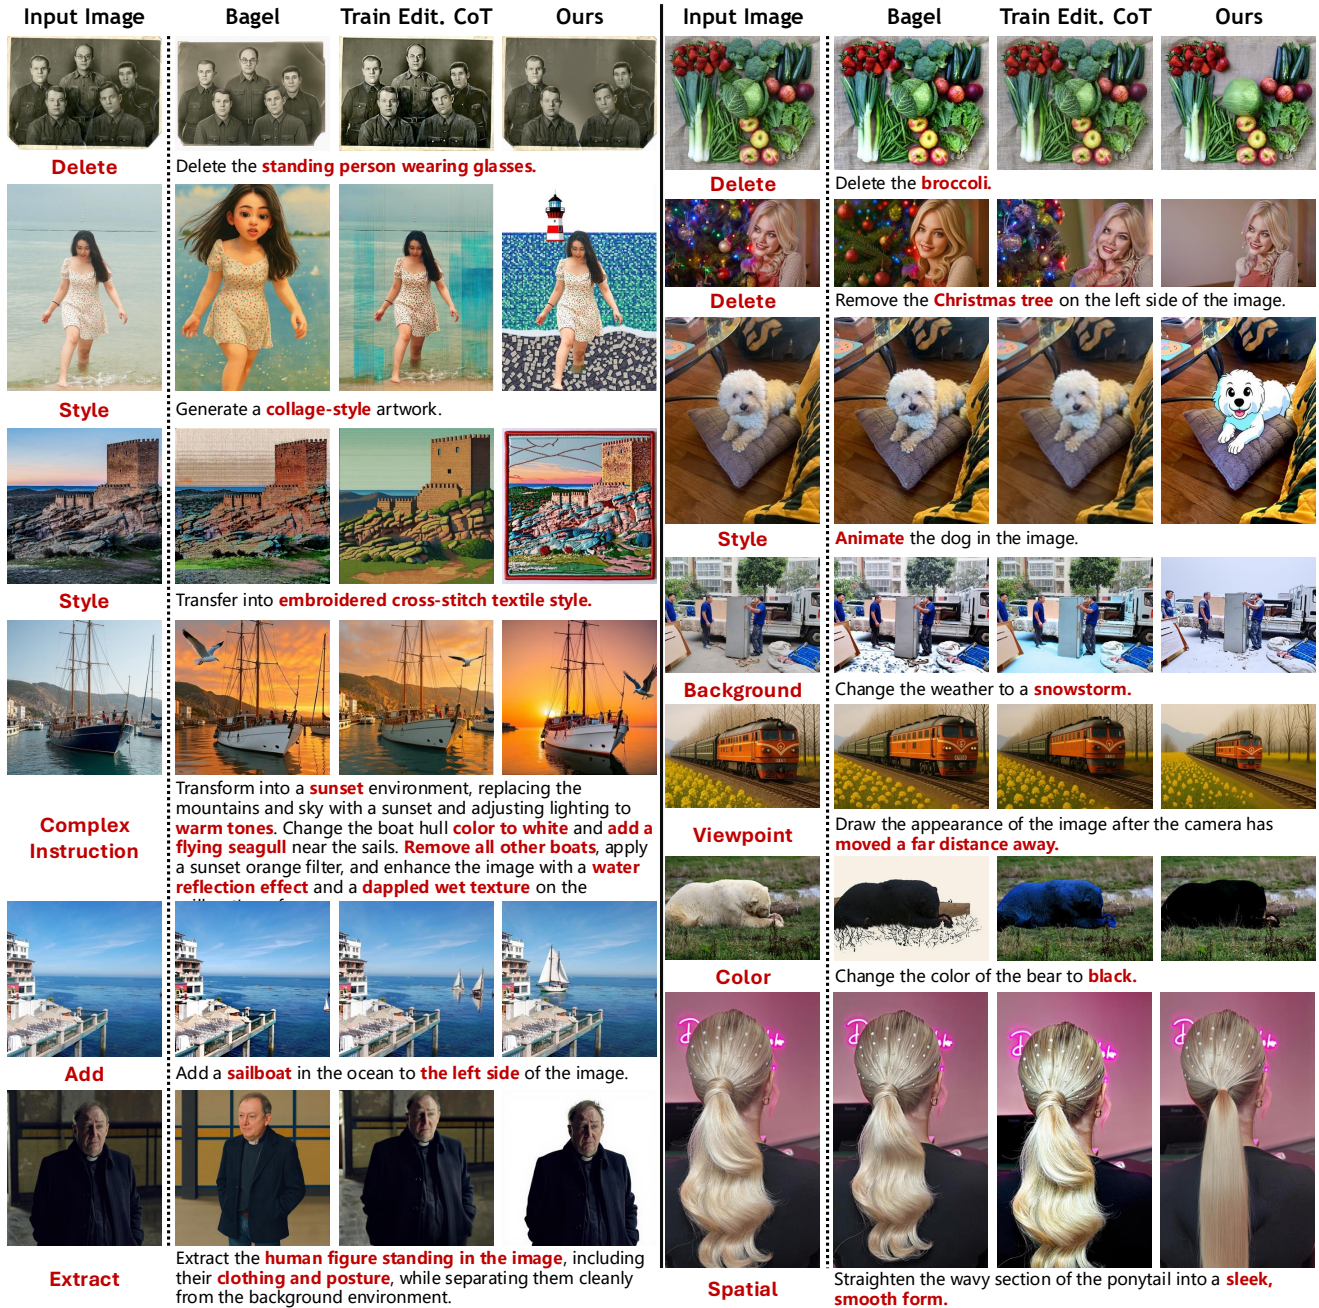 Input Image
Bagel
Train Edit. CoT
Ours
Delete
Delete the standing person wearing glasses.
Style
Generate a collage-style artwork.
Style
Transfer into embroidered cross-stitch textile style.
Complex
Instruction
Transform into a sunset environment, replacing the
mountains and sky with a sunset and adjusting lighting to
warm tones. Change the boat hull color to white and add a
flying seagull near the sails. Remove all other boats, apply
a sunset orange filter, and enhance the image with a water
reflection effect and a dappled wet texture on the
Add
Add a sailboat in the ocean to the left side of the image.
Extract
Extract the human figure standing in the image, including
their clothing and posture, while separating them cleanly
from the background environment.
Input Image
Bagel
Train Edit. CoT
Ours
Delete
Delete the broccoli.
Delete
Remove the Christmas tree on the left side of the image.
Style
Animate the dog in the image.
Background
Change the weather to a snowstorm.
Viewpoint
Draw the appearance of the image after the camera has
moved a far distance away.
Color
Change the color of the bear to black.
Spatial
Straighten the wavy section of the ponytail into a sleek,
smooth form.